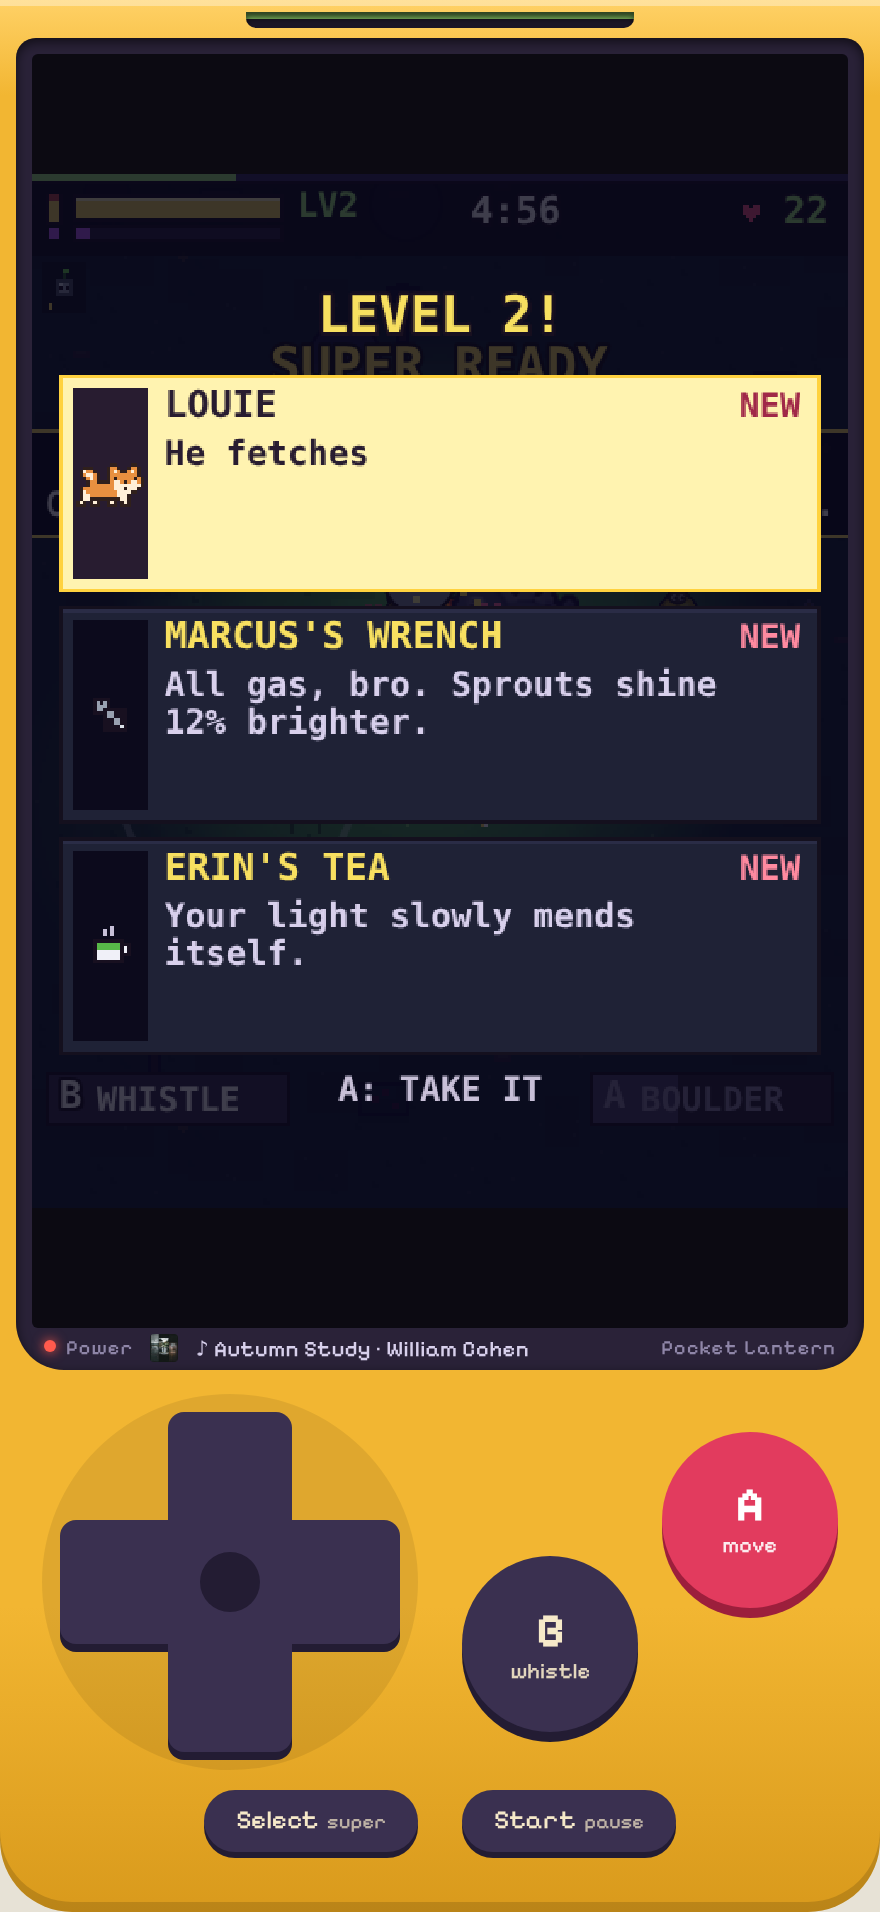 LV2
4:56
22
LEVEL 2!
SUPER READY
LOUIE
NEW
He fetches
MARCUS'S WRENCH
NEW
All gas, bro. Sprouts shine
12% brighter.
ERIN'S TEA
NEW
Your light slowly mends
itself.
B WHISTLE
A: TAKE IT
A BOULDER
Power
♪ Autumn Study · William Cohen
Pocket Lantern
A
move
B
whistle
Select super
Start pause